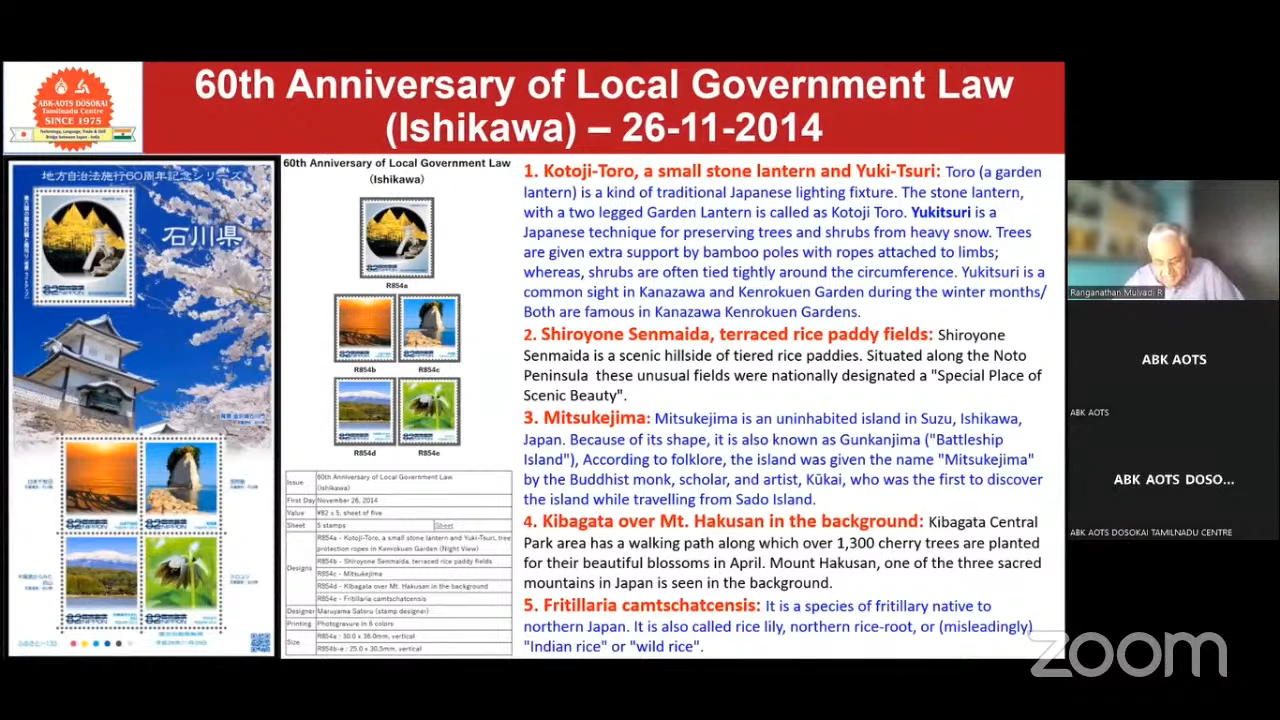 ABK-AOTS DOSOKAI
Tamilnadu Centre
SINCE 1975
Technology, Language, Trade & Skill
Bridge between Japan - India
60th Anniversary of Local Government Law
(Ishikawa) – 26-11-2014
地方自治法施行60周年記念シリーズ
石川県
82 NIPPON
82 NIPPON
82 NIPPON
82 NIPPON
60th Anniversary of Local Government Law
(Ishikawa)
R854a
R854b
R854c
R854d
R854e
Issue
60th Anniversary of Local Government Law
(Ishikawa)
First Day
November 26, 2014
Value
¥82 x 5, sheet of five
Sheet
5 stamps
Sheet
Designs
R854a - Kotoji-Toro, a small stone lantern and Yuki-Tsuri, tree
protection ropes in Kenrokuen Garden (Night View)
R854b - Shiroyone Senmaida, terraced rice paddy fields
R854c - Mitsukejima
R854d - Kibagata over Mt. Hakusan in the background
R854e - Fritillaria camtschatcensis
Designer
Maruyama Satoru (stamp designer)
Printing
Photogravure in 6 colors
Size
R854a : 30.0 x 36.0mm, vertical
R854b-e : 25.0 x 30.5mm, vertical
1. Kotoji-Toro, a small stone lantern and Yuki-Tsuri: Toro (a garden
lantern) is a kind of traditional Japanese lighting fixture. The stone lantern,
with a two legged Garden Lantern is called as Kotoji Toro. Yukitsuri is a
Japanese technique for preserving trees and shrubs from heavy snow. Trees
are given extra support by bamboo poles with ropes attached to limbs;
whereas, shrubs are often tied tightly around the circumference. Yukitsuri is a
common sight in Kanazawa and Kenrokuen Garden during the winter months/
Both are famous in Kanazawa Kenrokuen Gardens.
2. Shiroyone Senmaida, terraced rice paddy fields: Shiroyone
Senmaida is a scenic hillside of tiered rice paddies. Situated along the Noto
Peninsula these unusual fields were nationally designated a "Special Place of
Scenic Beauty".
3. Mitsukejima: Mitsukejima is an uninhabited island in Suzu, Ishikawa,
Japan. Because of its shape, it is also known as Gunkanjima ("Battleship
Island"), According to folklore, the island was given the name "Mitsukejima"
by the Buddhist monk, scholar, and artist, Kūkai, who was the first to discover
the island while travelling from Sado Island.
4. Kibagata over Mt. Hakusan in the background: Kibagata Central
Park area has a walking path along which over 1,300 cherry trees are planted
for their beautiful blossoms in April. Mount Hakusan, one of the three sacred
mountains in Japan is seen in the background.
5. Fritillaria camtschatcensis: It is a species of fritillary native to
northern Japan. It is also called rice lily, northern rice-root, or (misleadingly)
"Indian rice" or "wild rice".
Ranganathan Mulvadi R
ABK AOTS
ABK AOTS
ABK AOTS DOSO...
ABK AOTS DOSOKAI TAMILNADU CENTRE
zoom